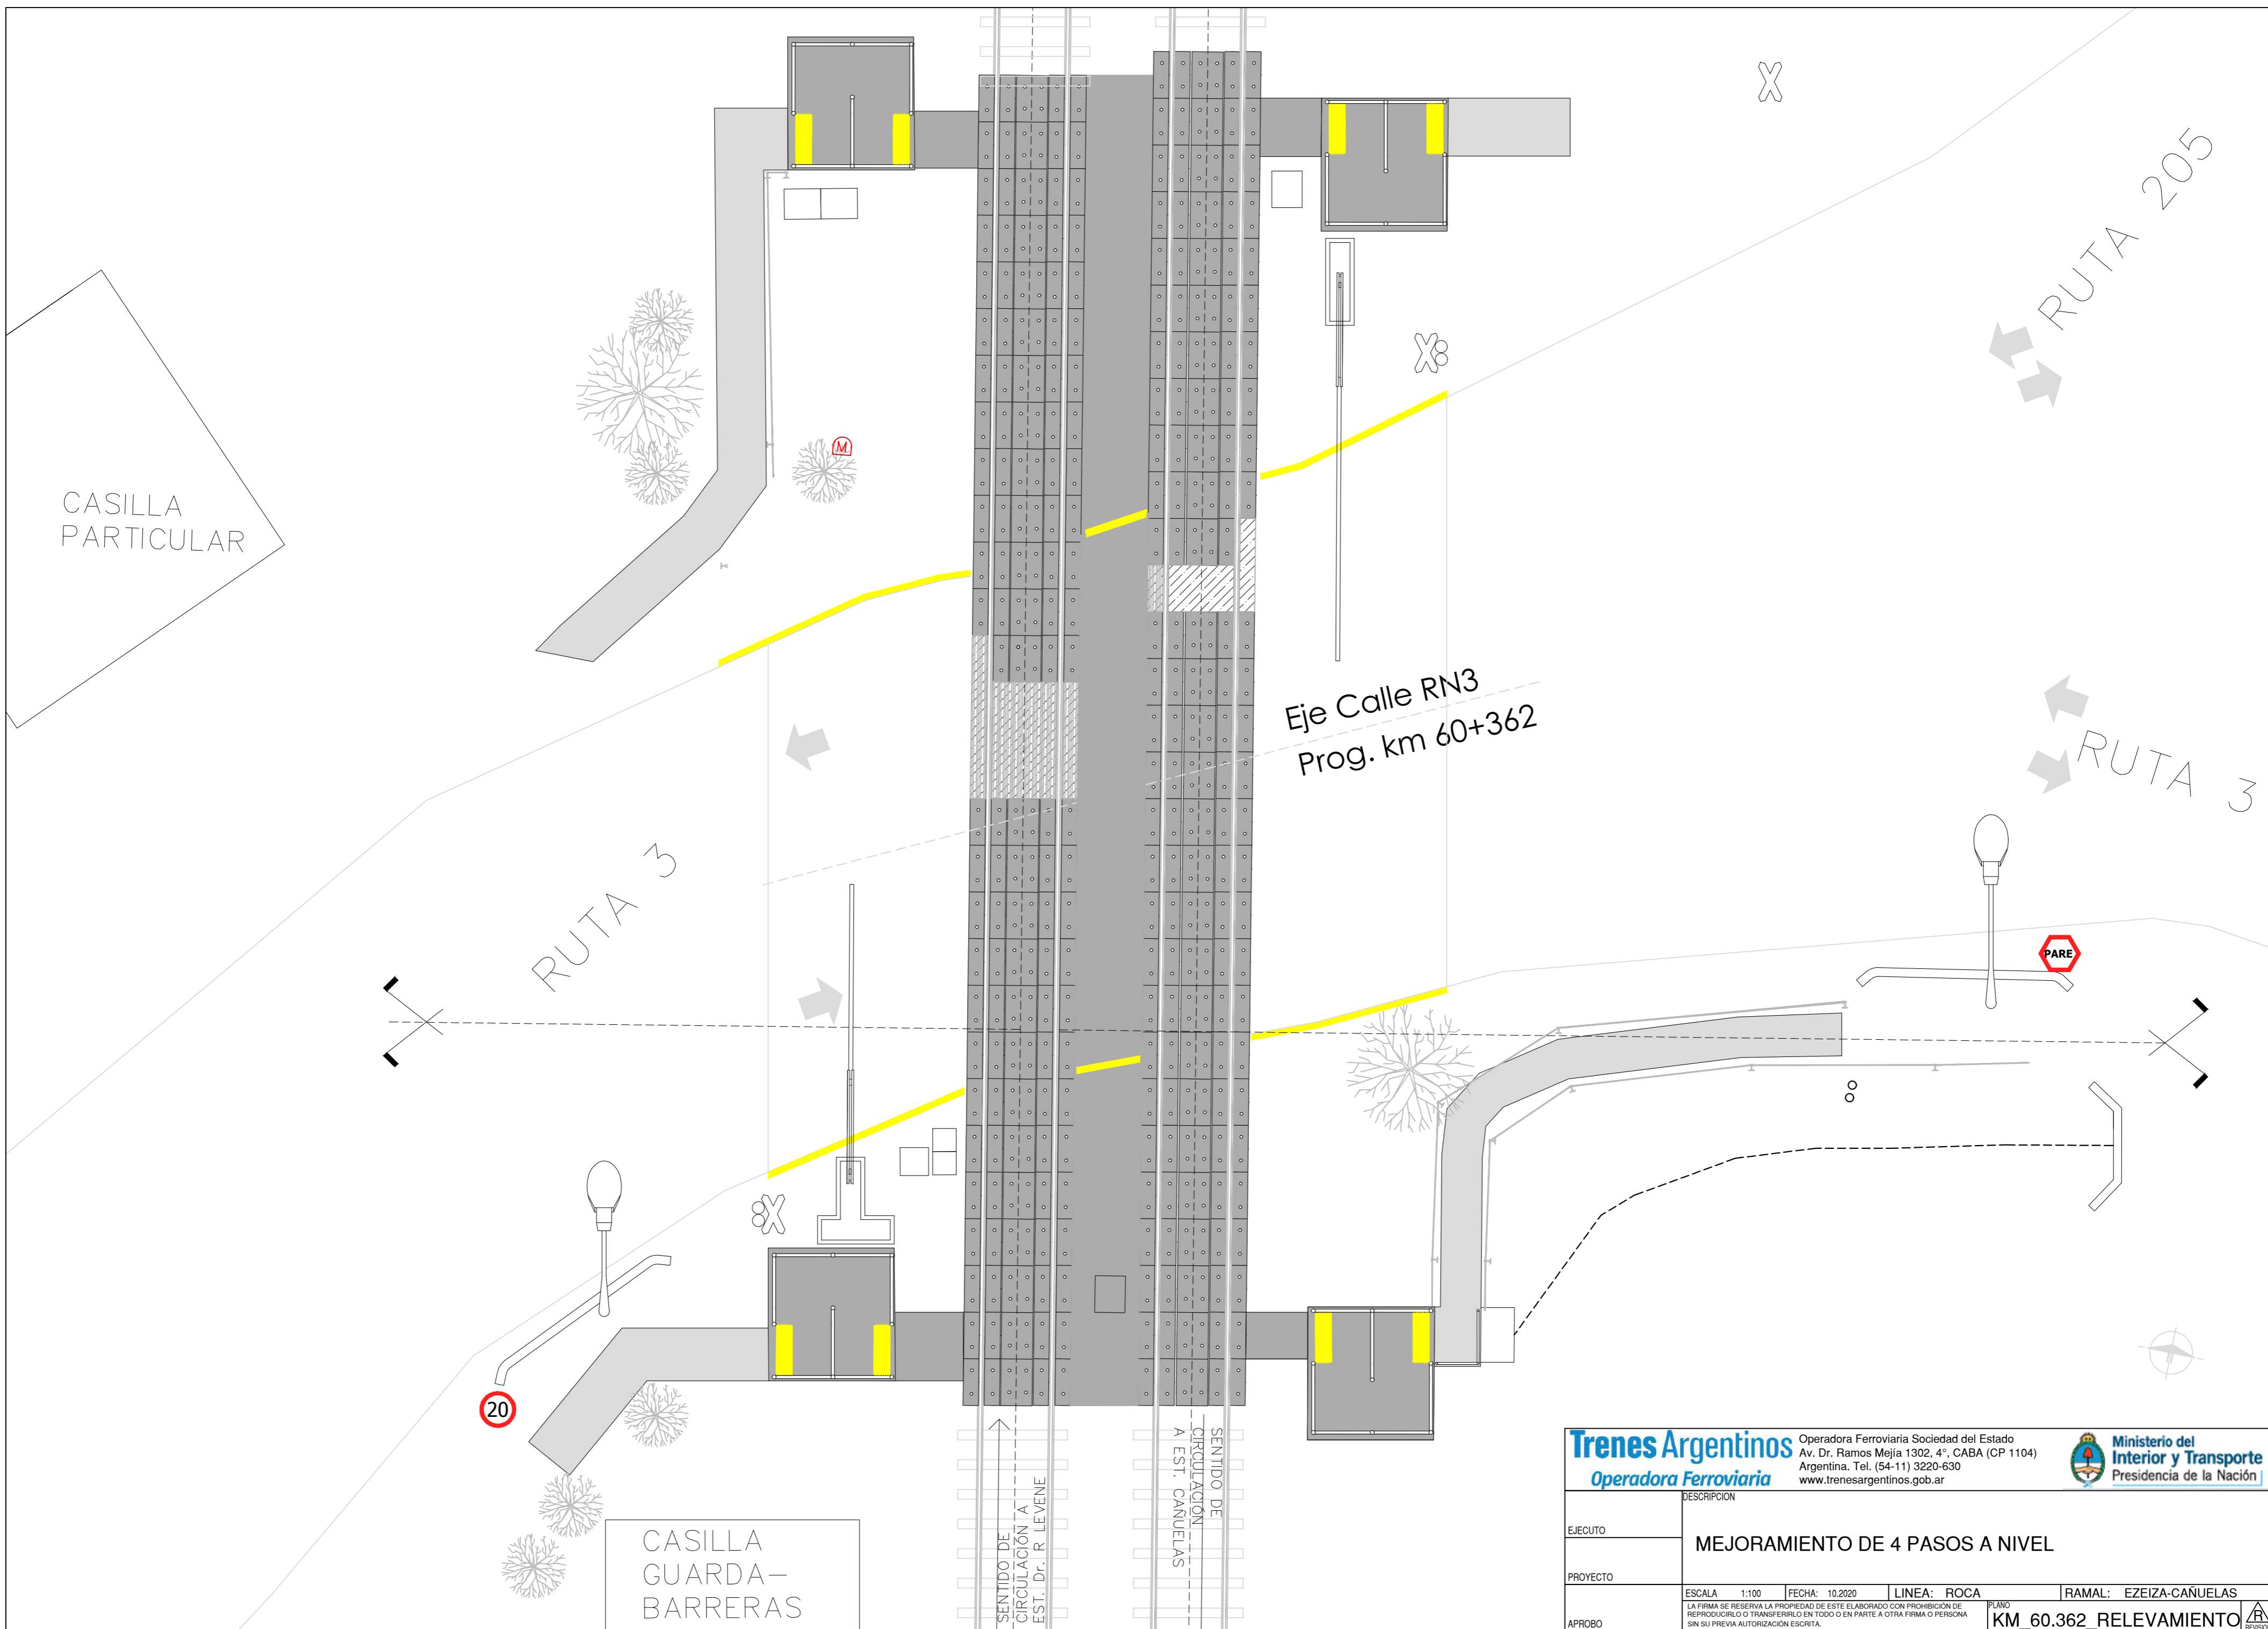 RUTA 205
CASILLA
PARTICULAR
M
Eje Calle RN3
Prog. km 60+362
RUTA 3
RUTA 3
PARE
20
CASILLA
GUARDA-
BARRERAS
SENTIDO DE
CIRCULACIÓN A
EST. Dr. R LEVENE
SENTIDO DE
CIRCULACIÓN
A EST. CAÑUELAS
Trenes Argentinos
Operadora Ferroviaria
Operadora Ferroviaria Sociedad del Estado
Av. Dr. Ramos Mejía 1302, 4°, CABA (CP 1104)
Argentina. Tel. (54-11) 3220-630
www.trenesargentinos.gob.ar
Ministerio del
Interior y Transporte
Presidencia de la Nación
DESCRIPCION
EJECUTO
MEJORAMIENTO DE 4 PASOS A NIVEL
PROYECTO
ESCALA 1:100 FECHA: 10.2020 LINEA: ROCA RAMAL: EZEIZA-CAÑUELAS
LA FIRMA SE RESERVA LA PROPIEDAD DE ESTE ELABORADO CON PROHIBICIÓN DE
REPRODUCIRLO O TRANSFERIRLO EN TODO O EN PARTE A OTRA FIRMA O PERSONA
SIN SU PREVIA AUTORIZACIÓN ESCRITA.
PLANO
KM_60.362_RELEVAMIENTO
R
APROBO